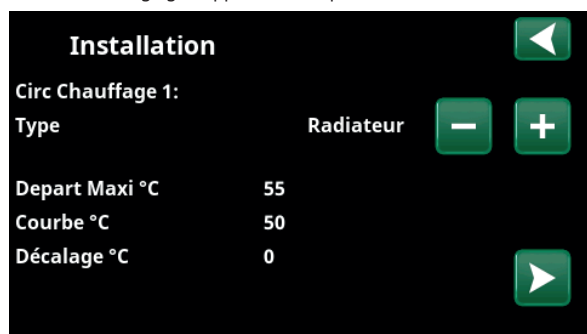 Installation
Circ Chauffage 1:
Type Radiateur
Depart Maxi °C 55
Courbe °C 50
Décalage °C 0